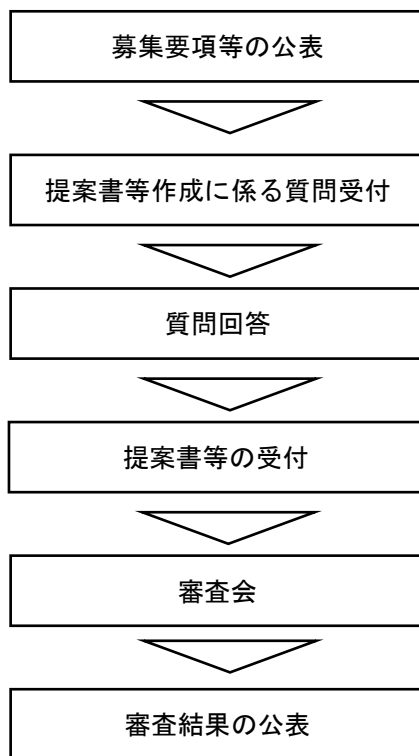 募集要項等の公表
提案書等作成に係る質問受付
質問回答
提案書等の受付
審査会
審査結果の公表